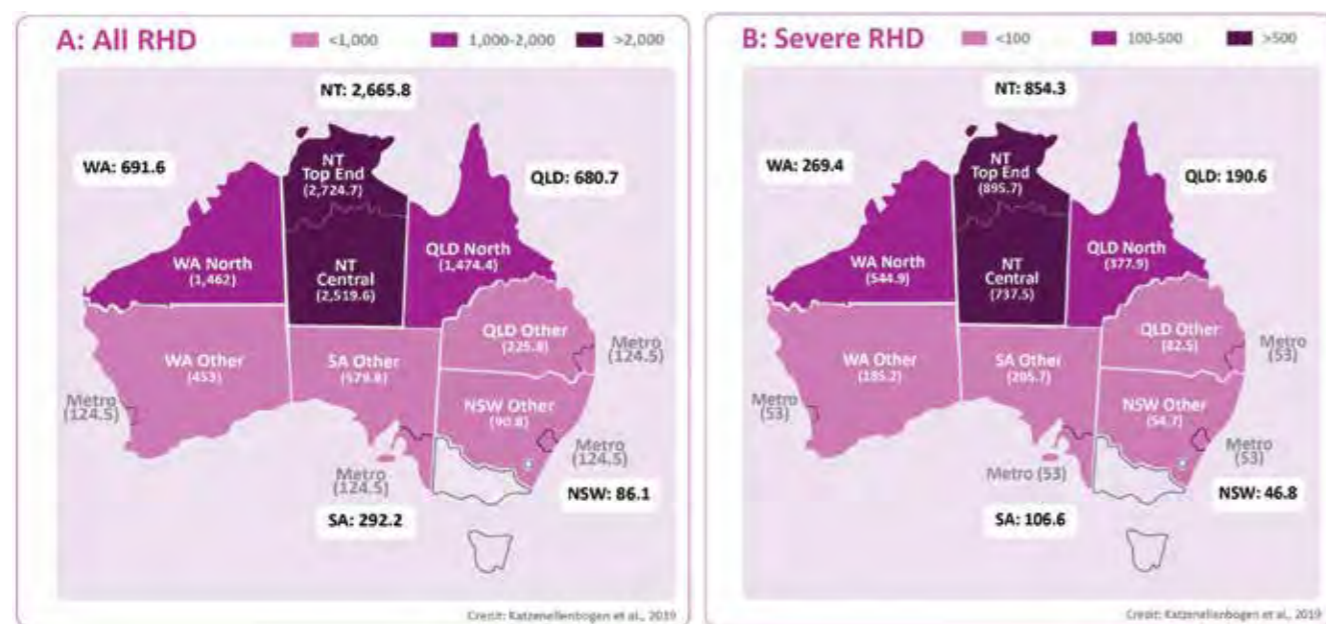 A: All RHD
<1,000
1,000-2,000
>2,000
NT: 2,665.8
WA: 691.6
QLD: 680.7
NT
Top End
(2,724.7)
WA North
(1,462)
NT
Central
(2,519.6)
QLD North
(1,474.4)
QLD Other
(225.8)
WA Other
(453)
SA Other
(579.8)
NSW Other
(90.8)
Metro
(124.5)
Metro
(124.5)
Metro
(124.5)
Metro
(124.5)
NSW: 86.1
SA: 292.2
Credit: Katzenellenbogen et al., 2019
B: Severe RHD
<100
100-500
>500
NT: 854.3
WA: 269.4
QLD: 190.6
NT
Top End
(895.7)
WA North
(544.9)
NT
Central
(737.5)
QLD North
(377.9)
QLD Other
(82.5)
WA Other
(185.2)
SA Other
(205.7)
NSW Other
(54.7)
Metro
(53)
Metro
(53)
Metro
(53)
Metro (53)
NSW: 46.8
SA: 106.6
Credit: Katzenellenbogen et al., 2019